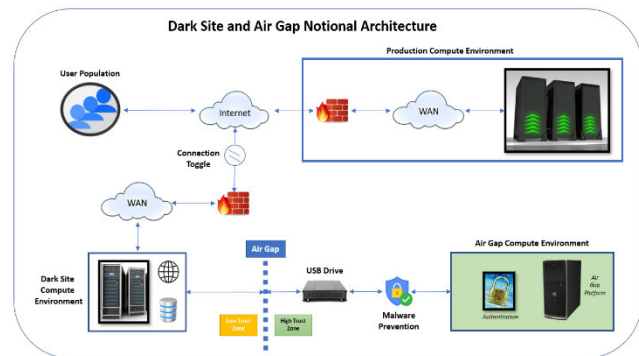 Dark Site and Air Gap Notional Architecture
Production Compute Environment
User Population
Internet
WAN
Connection
Toggle
WAN
Air Gap
Air Gap Compute Environment
Dark Site
Compute
Environment
USB Drive
Low Trust
Zone
High Trust
Zone
Malware
Prevention
Authentication
Air
Gap
Platform